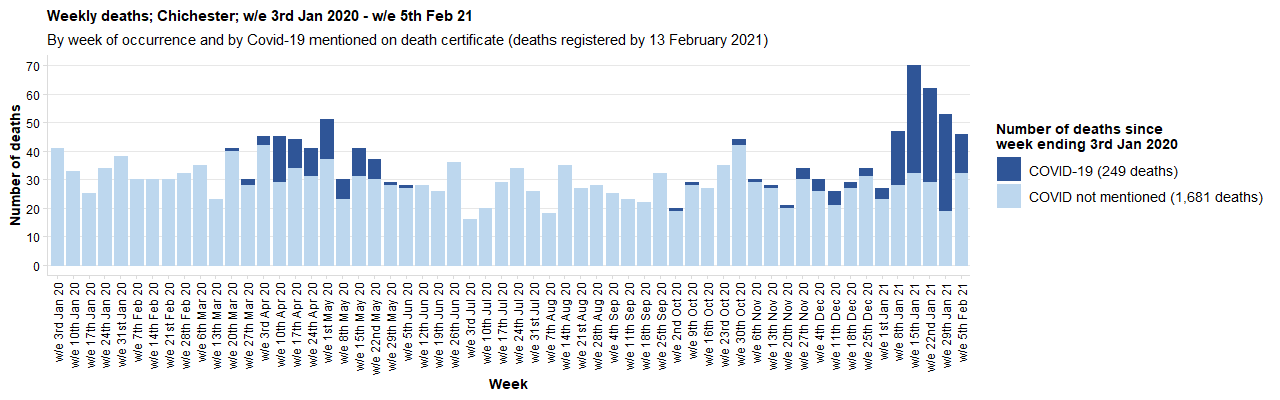 Weekly deaths; Chichester; w/e 3rd Jan 2020 - w/e 5th Feb 21
By week of occurrence and by Covid-19 mentioned on death certificate (deaths registered by 13 February 2021)
Number of deaths
70
60
50
40
30
20
10
0
w/e 3rd Jan 20
w/e 10th Jan 20
w/e 17th Jan 20
w/e 24th Jan 20
w/e 31st Jan 20
w/e 7th Feb 20
w/e 14th Feb 20
w/e 21st Feb 20
w/e 28th Feb 20
w/e 6th Mar 20
w/e 13th Mar 20
w/e 20th Mar 20
w/e 27th Mar 20
w/e 3rd Apr 20
w/e 10th Apr 20
w/e 17th Apr 20
w/e 24th Apr 20
w/e 1st May 20
w/e 8th May 20
w/e 15th May 20
w/e 22nd May 20
w/e 29th May 20
w/e 5th Jun 20
w/e 12th Jun 20
w/e 19th Jun 20
w/e 26th Jun 20
w/e 3rd Jul 20
w/e 10th Jul 20
w/e 17th Jul 20
w/e 24th Jul 20
w/e 31st Jul 20
w/e 7th Aug 20
w/e 14th Aug 20
w/e 21st Aug 20
w/e 28th Aug 20
w/e 4th Sep 20
w/e 11th Sep 20
w/e 18th Sep 20
w/e 25th Sep 20
w/e 2nd Oct 20
w/e 9th Oct 20
w/e 16th Oct 20
w/e 23rd Oct 20
w/e 30th Oct 20
w/e 6th Nov 20
w/e 13th Nov 20
w/e 20th Nov 20
w/e 27th Nov 20
w/e 4th Dec 20
w/e 11th Dec 20
w/e 18th Dec 20
w/e 25th Dec 20
w/e 1st Jan 21
w/e 8th Jan 21
w/e 15th Jan 21
w/e 22nd Jan 21
w/e 29th Jan 21
w/e 5th Feb 21
Week
Number of deaths since
week ending 3rd Jan 2020
COVID-19 (249 deaths)
COVID not mentioned (1,681 deaths)